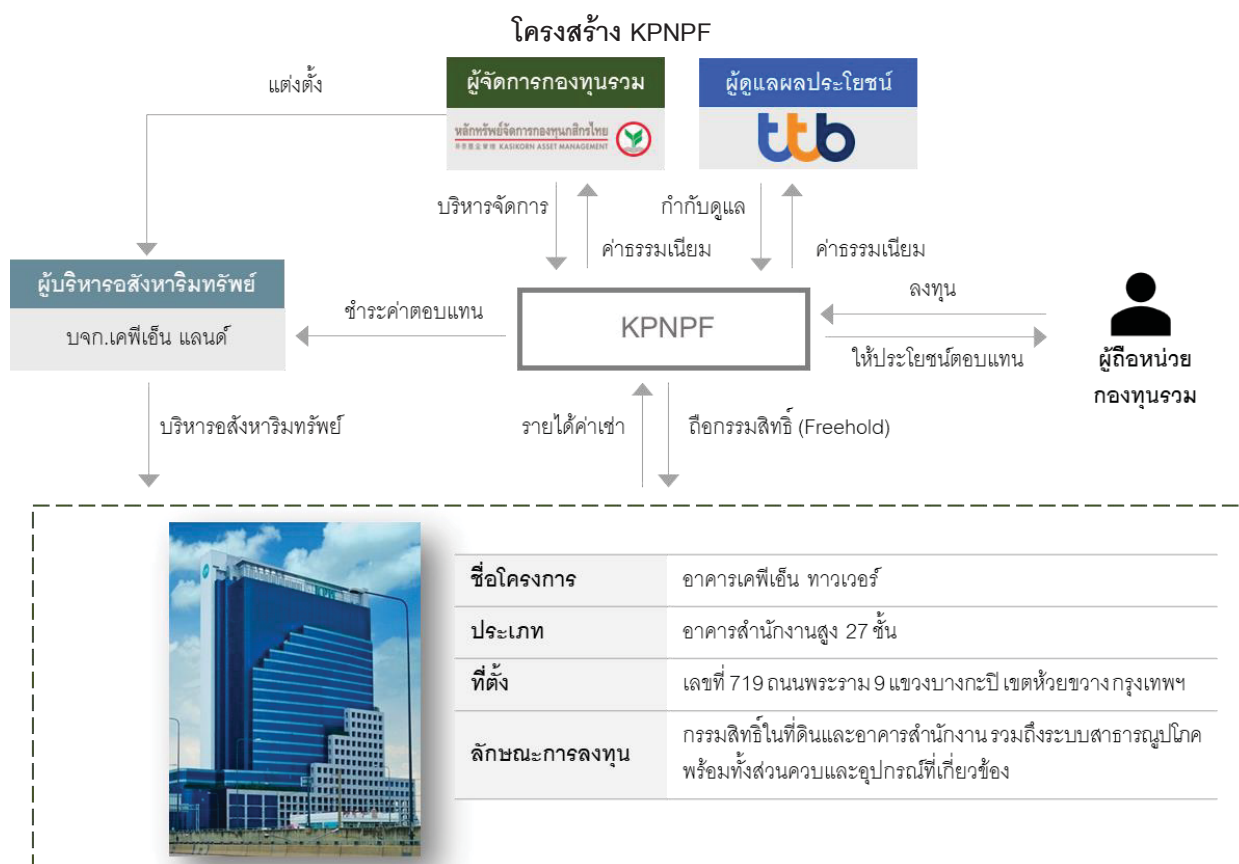 โครงสร้าง KPNPF
แต่งตั้ง
ผู้จัดการกองทุนรวม
ผู้ดูแลผลประโยชน์
หลักทรัพย์จัดการกองทุนกสิกรไทย
KASIKORN ASSET MANAGEMENT
ttb
บริหารจัดการ
กำกับดูแล
ค่าธรรมเนียม
ค่าธรรมเนียม
ผู้บริหารอสังหาริมทรัพย์
บจก.เคพีเอ็น แลนด์
ชำระค่าตอบแทน
KPNPF
ลงทุน
ให้ประโยชน์ตอบแทน
ผู้ถือหน่วย
กองทุนรวม
บริหารอสังหาริมทรัพย์
รายได้ค่าเช่า
ถือกรรมสิทธิ์ (Freehold)
ชื่อโครงการ อาคารเคพีเอ็น ทาวเวอร์
ประเภท อาคารสำนักงานสูง 27 ชั้น
ที่ตั้ง เลขที่ 719 ถนนพระราม 9 แขวงบางกะปิ เขตห้วยขวาง กรุงเทพฯ
ลักษณะการลงทุน กรรมสิทธิ์ในที่ดินและอาคารสำนักงาน รวมถึงระบบสาธารณูปโภค
พร้อมทั้งส่วนควบและอุปกรณ์ที่เกี่ยวข้อง